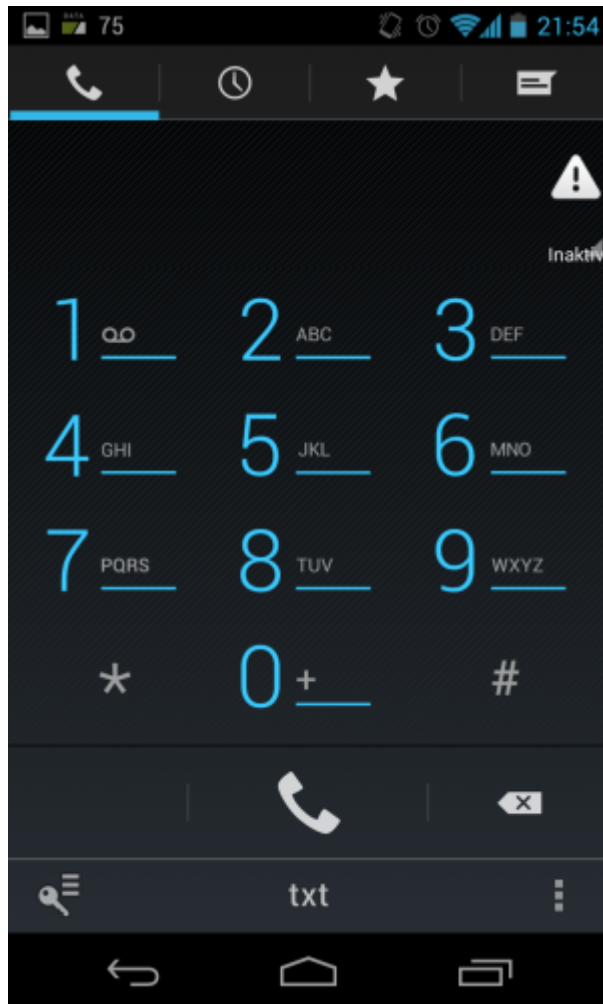 DATA 75 21:54
Inaktiv
1 2 ABC 3 DEF
4 GHI 5 JKL 6 MNO
7 PQRS 8 TUV 9 WXYZ
* 0 + #
txt